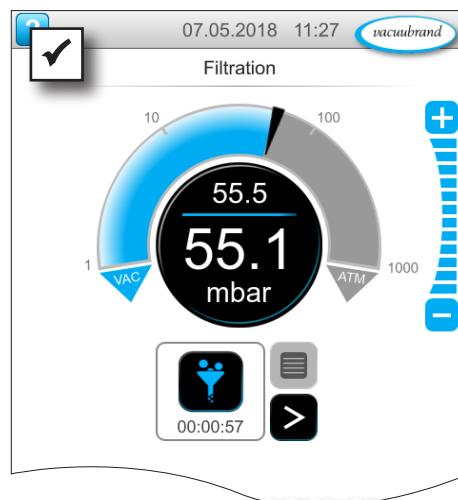 ?
07.05.2018 11:27
vacuubrand
Filtration
10
100
+
55.5
55.1
mbar
1
VAC
ATM
1000
00:00:57
>